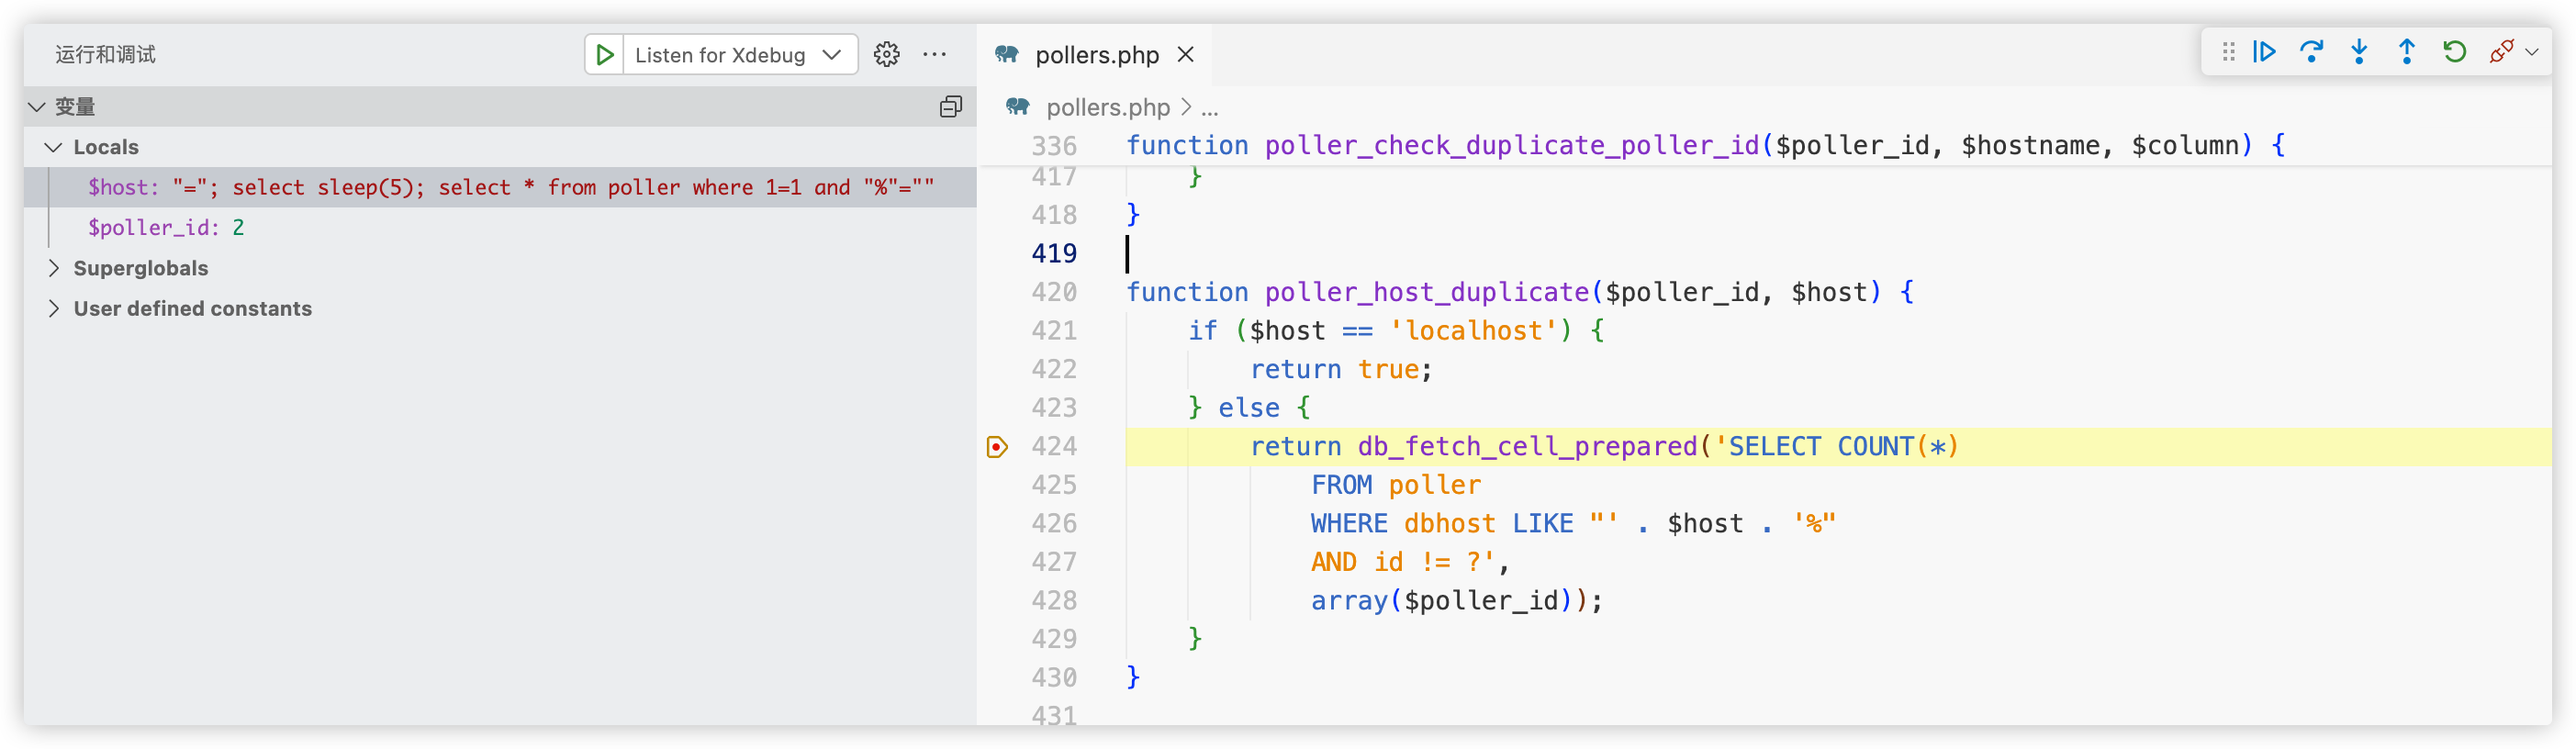 运行和调试
Listen for Xdebug
变量
Locals
$host: "="; select sleep(5); select * from poller where 1=1 and "%"=""
$poller_id: 2
Superglobals
User defined constants
pollers.php
pollers.php > ...
336 function poller_check_duplicate_poller_id($poller_id, $hostname, $column) {
417 }
418 }
419
420 function poller_host_duplicate($poller_id, $host) {
421 if ($host == 'localhost') {
422 return true;
423 } else {
424 return db_fetch_cell_prepared('SELECT COUNT(*)
425 FROM poller
426 WHERE dbhost LIKE "' . $host . '%"
427 AND id != ?',
428 array($poller_id));
429 }
430 }
431